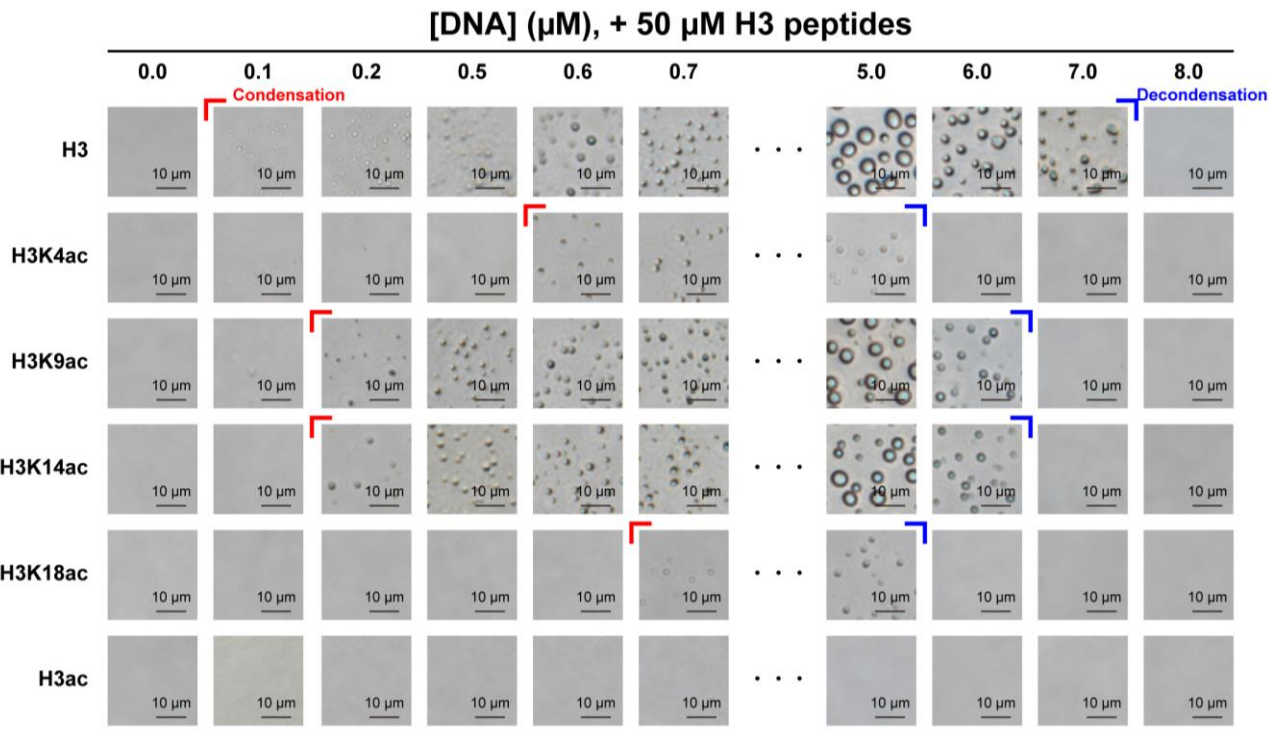 [DNA] (µM), + 50 µM H3 peptides
0.0 0.1 0.2 0.5 0.6 0.7 5.0 6.0 7.0 8.0
Condensation Decondensation
H3 10 µm 10 µm 10 µm 10 µm 10 µm 10 µm · · · 10 µm 10 µm 10 µm 10 µm
H3K4ac 10 µm 10 µm 10 µm 10 µm 10 µm 10 µm · · · 10 µm 10 µm 10 µm 10 µm
H3K9ac 10 µm 10 µm 10 µm 10 µm 10 µm 10 µm · · · 10 µm 10 µm 10 µm 10 µm
H3K14ac 10 µm 10 µm 10 µm 10 µm 10 µm 10 µm · · · 10 µm 10 µm 10 µm 10 µm
H3K18ac 10 µm 10 µm 10 µm 10 µm 10 µm 10 µm · · · 10 µm 10 µm 10 µm 10 µm
H3ac 10 µm 10 µm 10 µm 10 µm 10 µm 10 µm · · · 10 µm 10 µm 10 µm 10 µm